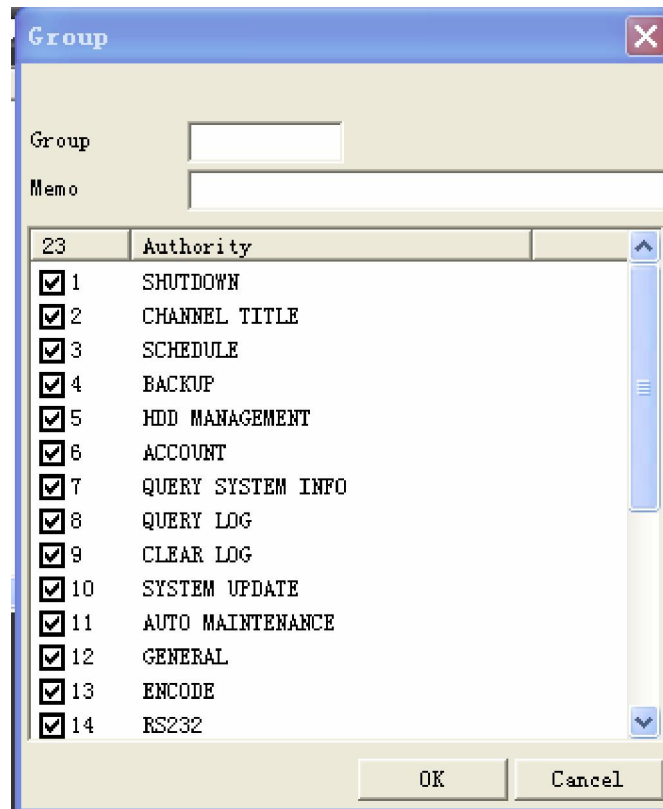 Group
Group
Memo
23 Authority
1 SHUTDOWN
2 CHANNEL TITLE
3 SCHEDULE
4 BACKUP
5 HDD MANAGEMENT
6 ACCOUNT
7 QUERY SYSTEM INFO
8 QUERY LOG
9 CLEAR LOG
10 SYSTEM UPDATE
11 AUTO MAINTENANCE
12 GENERAL
13 ENCODE
14 RS232
OK Cancel